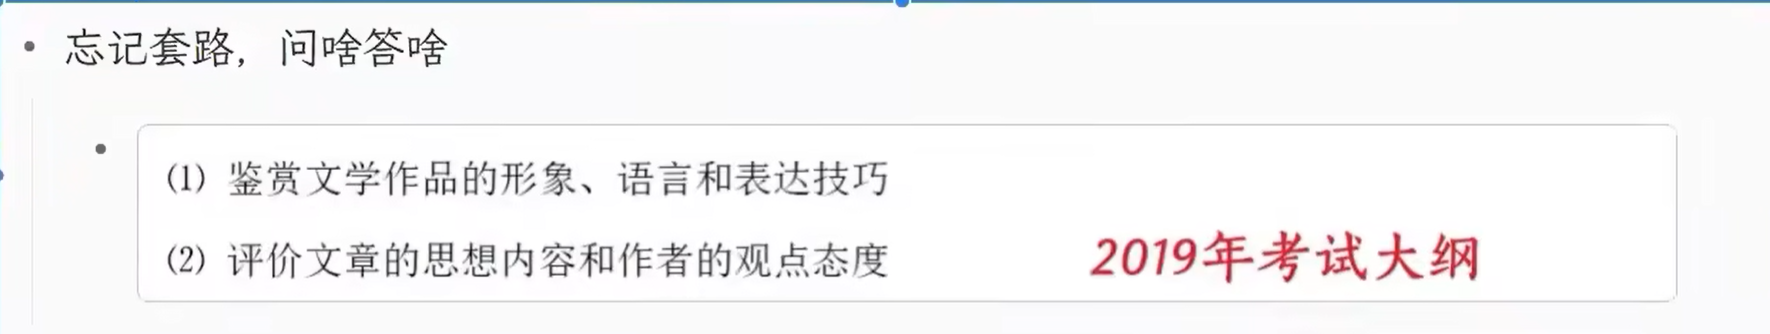 忘记套路，问啥答啥
(1) 鉴赏文学作品的形象、语言和表达技巧
(2) 评价文章的思想内容和作者的观点态度
2019年考试大纲